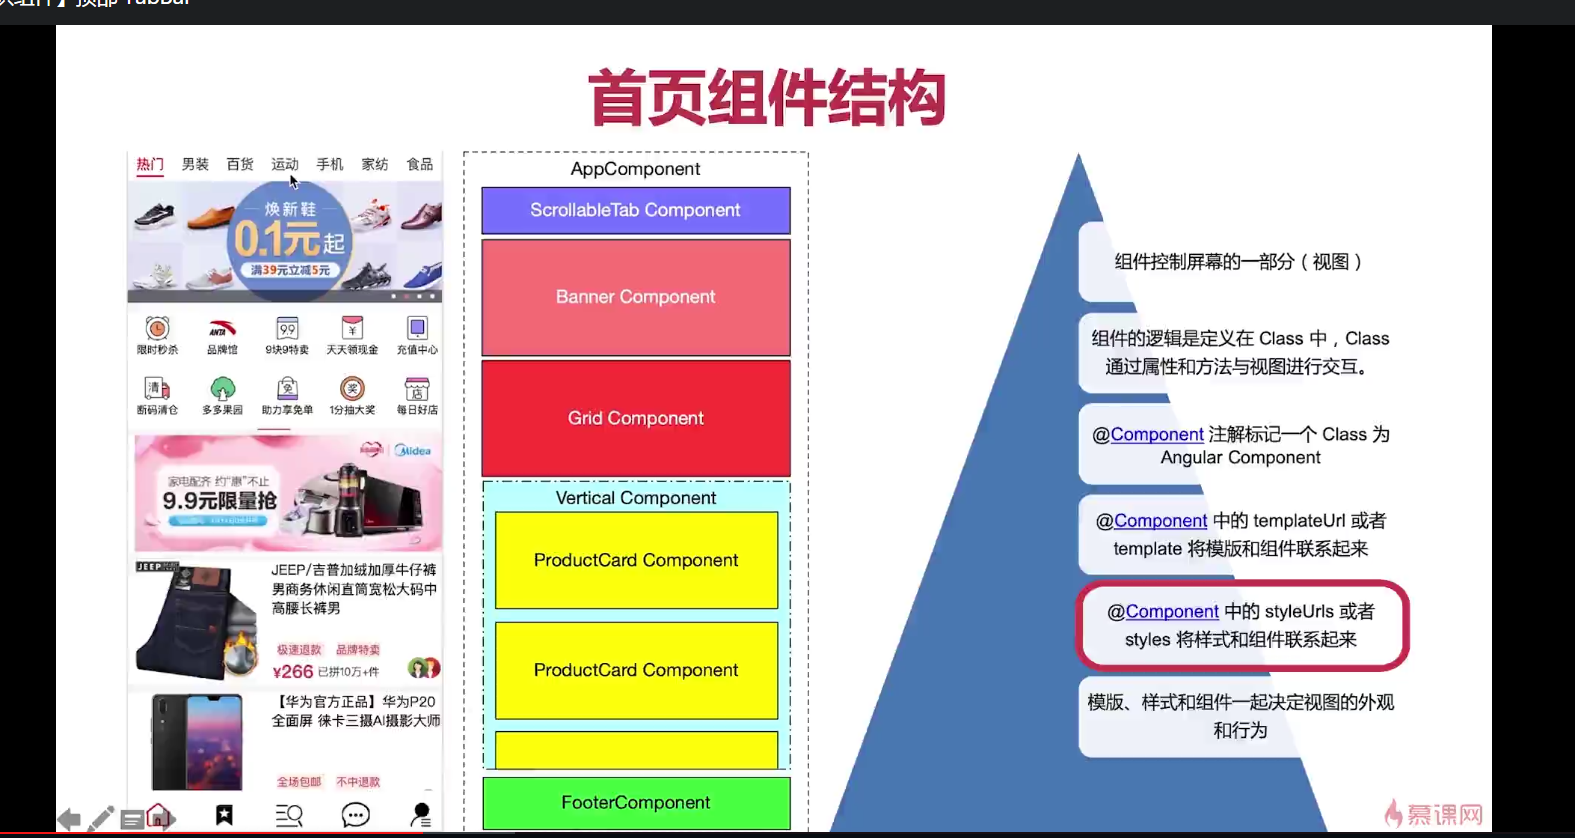 首页组件结构
热门 男装 百货 运动 手机 家纺 食品
焕新鞋
0.1元起
满39元立减5元
ANTA 9.9 ¥
限时秒杀 品牌馆 9块9特卖 天天领现金 充值中心
清 免 奖 店
断码清仓 多多果园 助力享免单 1分抽大奖 每日好店
Midea
家电配齐 约“惠”不止
9.9元限量抢
JEEP
JEEP/吉普加绒加厚牛仔裤
男商务休闲直筒宽松大码中
高腰长裤男
极速退款 品牌特卖
¥266 已拼10万+件
【华为官方正品】华为P20
全面屏 徕卡三摄AI摄影大师
全场包邮 不中退款
AppComponent
ScrollableTab Component
Banner Component
Grid Component
Vertical Component
ProductCard Component
ProductCard Component
FooterComponent
组件控制屏幕的一部分（视图）
组件的逻辑是定义在 Class 中，Class
通过属性和方法与视图进行交互。
@Component 注解标记一个 Class 为
Angular Component
@Component 中的 templateUrl 或者
template 将模版和组件联系起来
@Component 中的 styleUrls 或者
styles 将样式和组件联系起来
模版、样式和组件一起决定视图的外观
和行为
慕课网